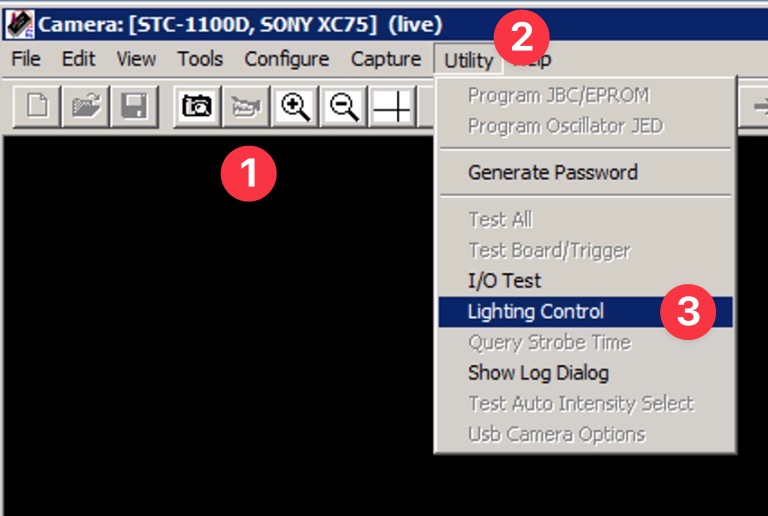 Camera: [STC-1100D, SONY XC75] (live)
File Edit View Tools Configure Capture Utility
2
Program JBC/EPROM
Program Oscillator JED
1
Generate Password
Test All
Test Board/Trigger
I/O Test
Lighting Control
3
Query Strobe Time
Show Log Dialog
Test Auto Intensity Select
Usb Camera Options